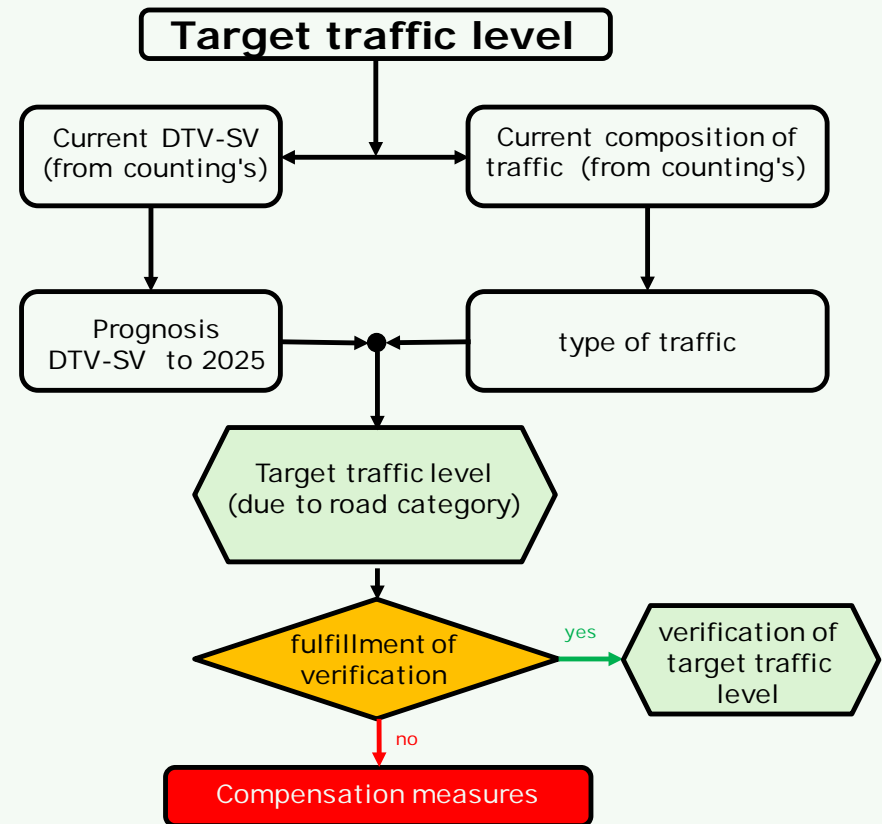 Target traffic level
Current DTV-SV
(from counting's)
Current composition of
traffic (from counting's)
Prognosis
DTV-SV to 2025
type of traffic
Target traffic level
(due to road category)
fulfillment of
verification
yes
verification of
target traffic
level
no
Compensation measures